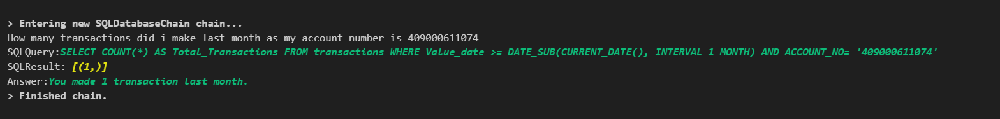 > Entering new SQLDatabaseChain chain...
How many transactions did i make last month as my account number is 409000611074
SQLQuery:SELECT COUNT(*) AS Total_Transactions FROM transactions WHERE Value_date >= DATE_SUB(CURRENT_DATE(), INTERVAL 1 MONTH) AND ACCOUNT_NO= '409000611074'
SQLResult: [(1,)]
Answer:You made 1 transaction last month.
> Finished chain.